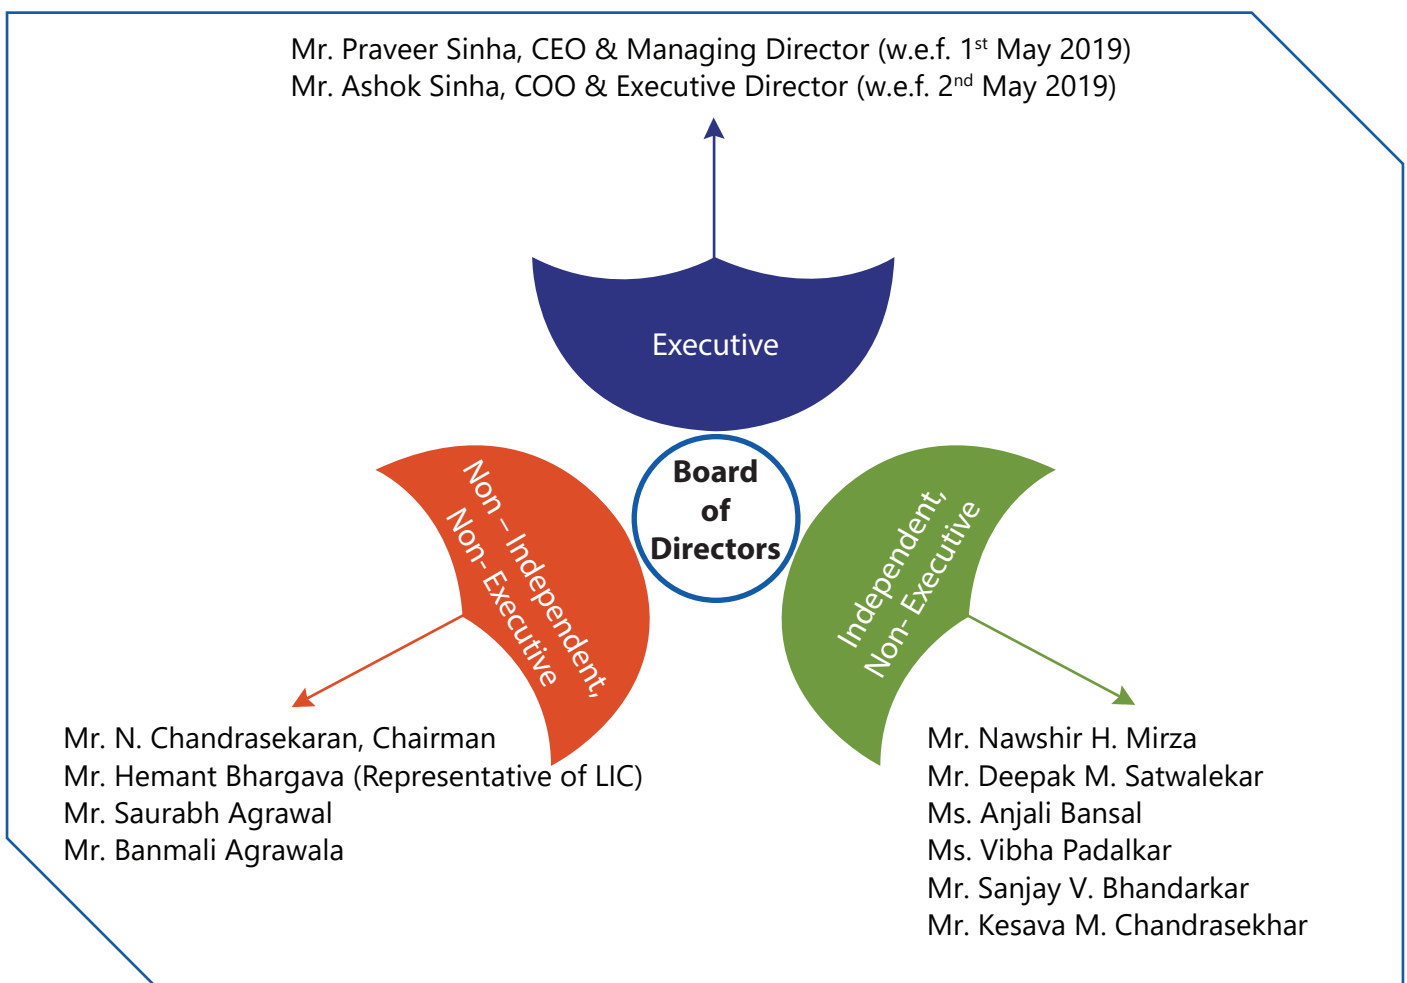 Mr. Praveer Sinha, CEO & Managing Director (w.e.f. 1st May 2019)
Mr. Ashok Sinha, COO & Executive Director (w.e.f. 2nd May 2019)
Executive
Board
of
Directors
Non – Independent,
Non- Executive
Independent,
Non- Executive
Mr. N. Chandrasekaran, Chairman
Mr. Hemant Bhargava (Representative of LIC)
Mr. Saurabh Agrawal
Mr. Banmali Agrawala
Mr. Nawshir H. Mirza
Mr. Deepak M. Satwalekar
Ms. Anjali Bansal
Ms. Vibha Padalkar
Mr. Sanjay V. Bhandarkar
Mr. Kesava M. Chandrasekhar